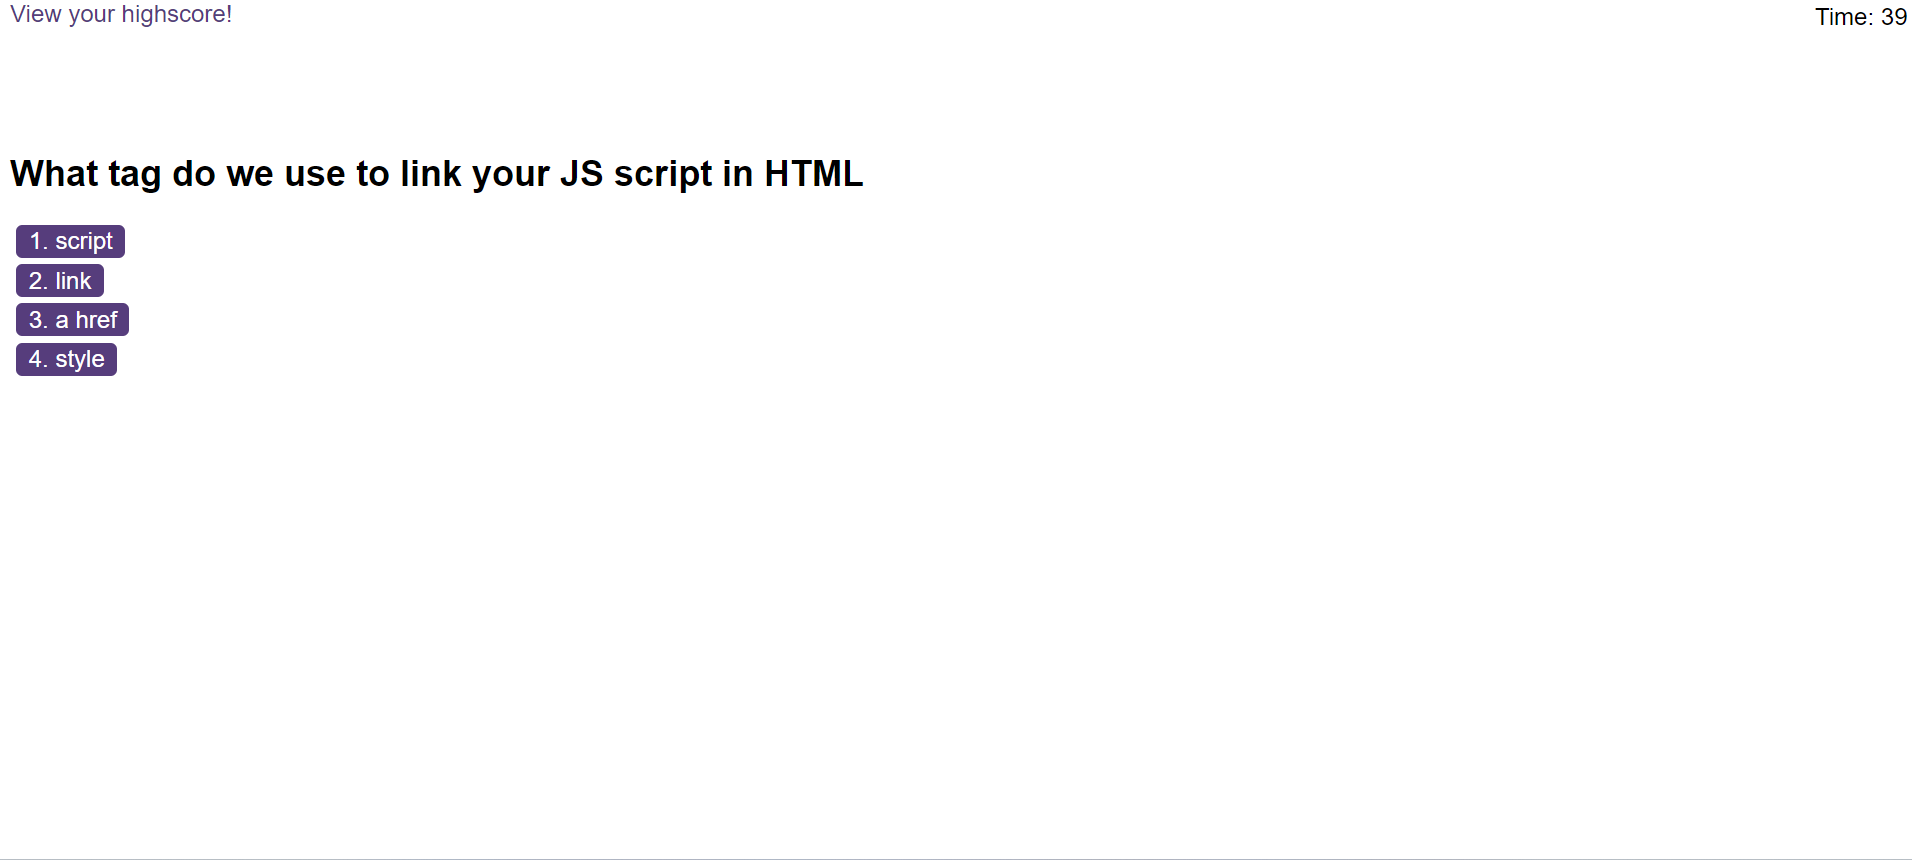 View your highscore!
Time: 39
What tag do we use to link your JS script in HTML
1. script
2. link
3. a href
4. style